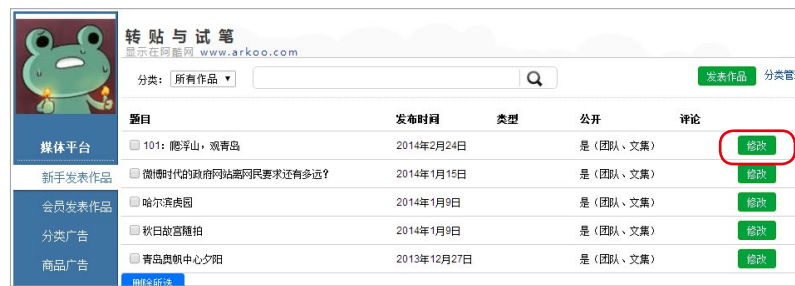 转贴与试笔
显示在阿酷网 www.arkoo.com
分类: 所有作品 ▼ 发表作品 分类管
题目 发布时间 类型 公开 评论
媒体平台
新手发表作品
会员发表作品
分类广告
商品广告
101：飚浮山，观青岛 2014年2月24日 是（团队、文集） 修改
微博时代的政府网站离网民要求还有多远? 2014年1月15日 是（团队、文集） 修改
哈尔滨虎园 2014年1月9日 是（团队、文集） 修改
秋日故宫随拍 2014年1月9日 是（团队、文集） 修改
青岛奥帆中心夕阳 2013年12月27日 是（团队、文集） 修改
删除所选